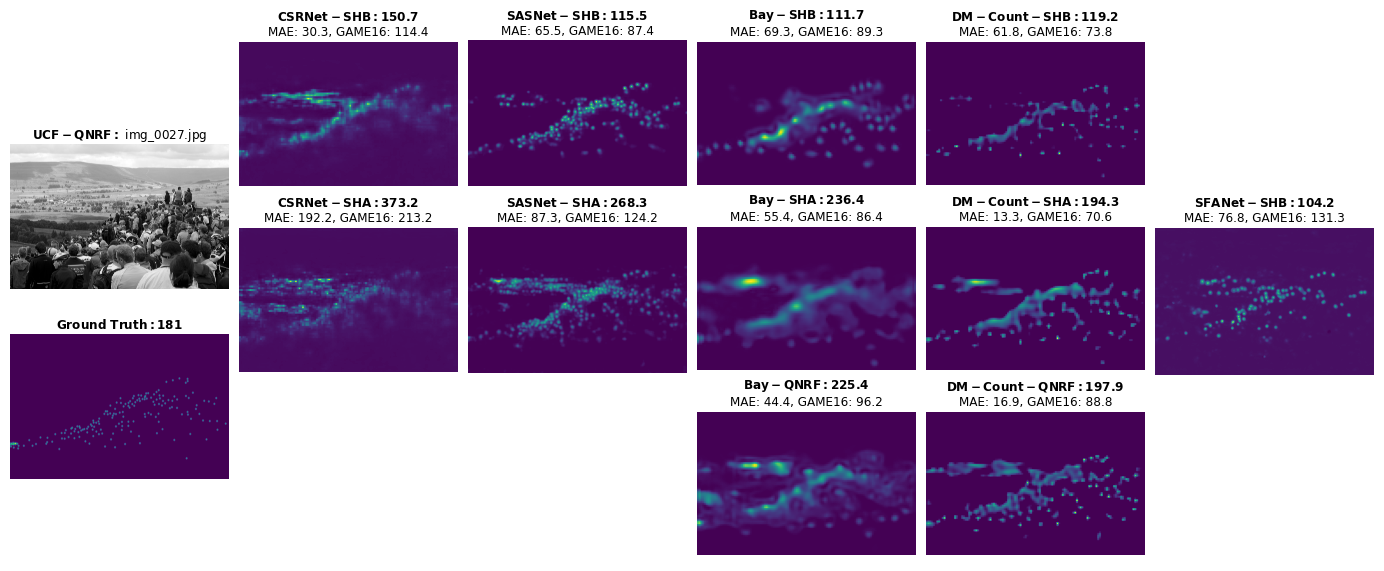 CSRNet − SHB : 150.7
MAE: 30.3, GAME16: 114.4
SASNet − SHB : 115.5
MAE: 65.5, GAME16: 87.4
Bay − SHB : 111.7
MAE: 69.3, GAME16: 89.3
DM − Count − SHB : 119.2
MAE: 61.8, GAME16: 73.8
UCF − QNRF : img_0027.jpg
CSRNet − SHA : 373.2
MAE: 192.2, GAME16: 213.2
SASNet − SHA : 268.3
MAE: 87.3, GAME16: 124.2
Bay − SHA : 236.4
MAE: 55.4, GAME16: 86.4
DM − Count − SHA : 194.3
MAE: 13.3, GAME16: 70.6
SFANet − SHB : 104.2
MAE: 76.8, GAME16: 131.3
Ground Truth : 181
Bay − QNRF : 225.4
MAE: 44.4, GAME16: 96.2
DM − Count − QNRF : 197.9
MAE: 16.9, GAME16: 88.8